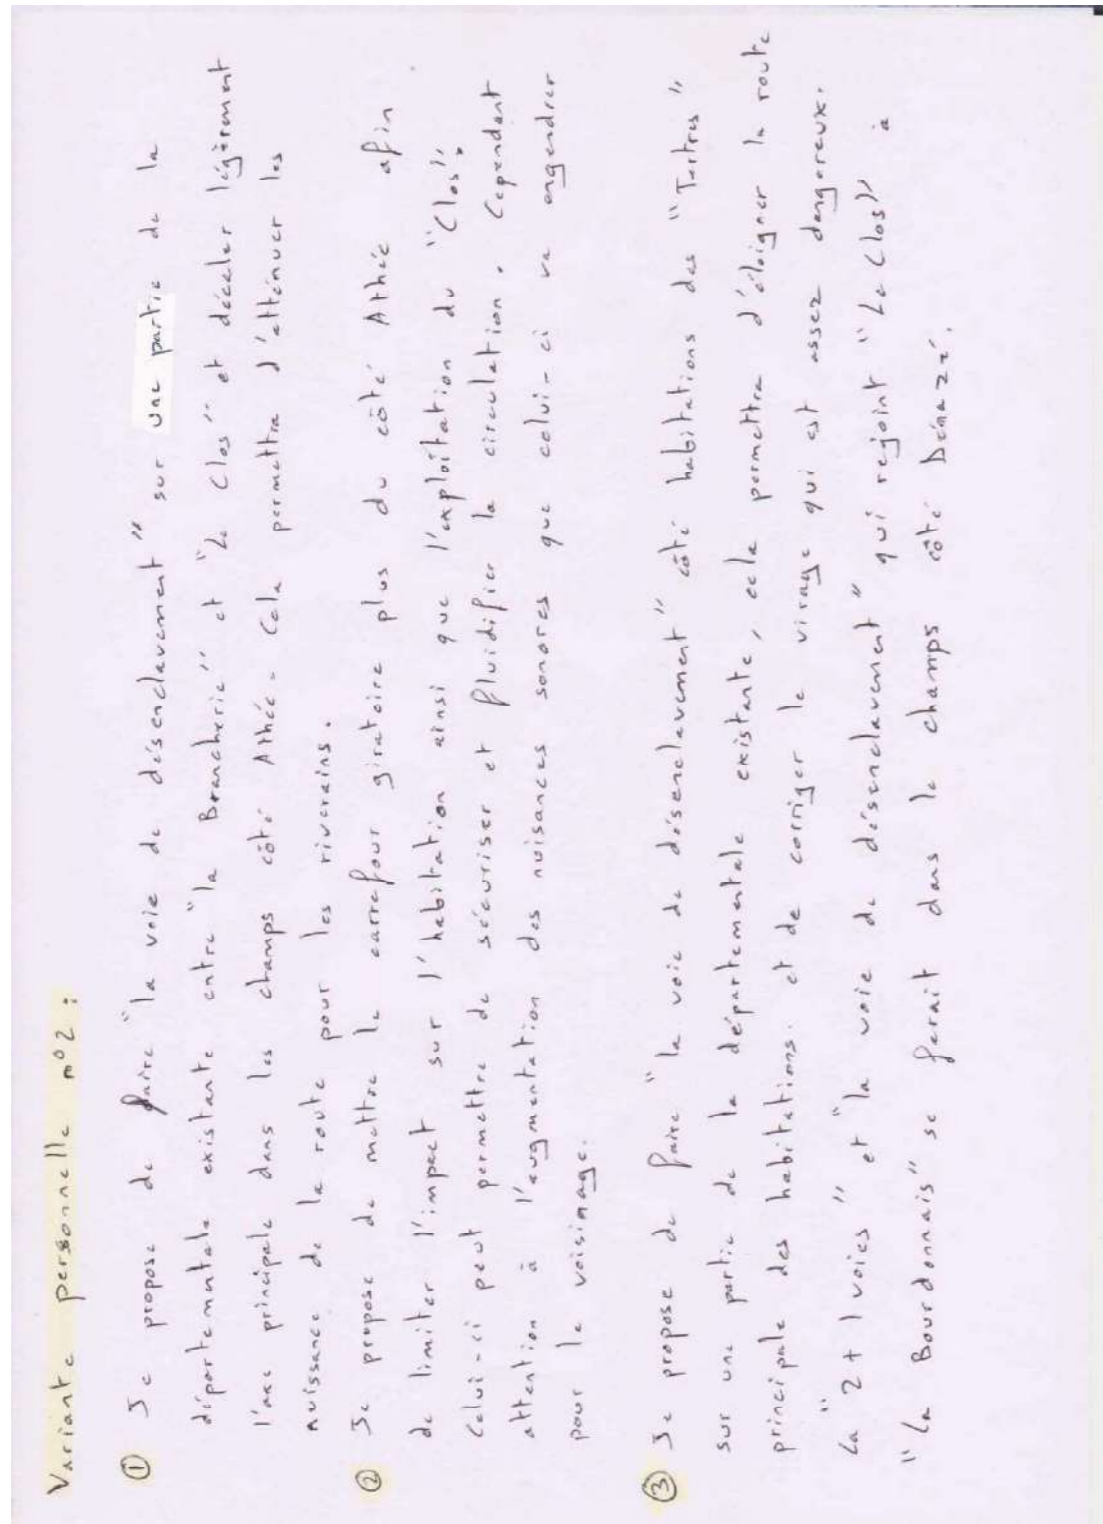 Variante personnelle n°2 :
① Je propose de faire "la voie de désenclavement" sur une partie de la
départementale existante entre "la Brancherie" et "Le Clos" et décaler légèrement
l'axe principale dans les champs côté Athée. Cela permettra d'atténuer les
nuissance de la route pour les riverains.
② Je propose de mettre le carrefour giratoire plus du côté Athée afin
de limiter l'impact sur l'habitation ainsi que l'exploitation du "Clos".
Celui-ci peut permettre de sécuriser et fluidifier la circulation. Cependant
attention à l'augmentation des nuisances sonores que celui-ci va engendrer
pour le voisinage.
③ Je propose de faire "la voie de désenclavement" côté habitations des "Tertres"
sur une partie de la départementale existante, cela permettra d'éloigner la route
principale des habitations. et de corriger le virage qui est assez dangereux.
La "2+1 voies" et "la voie de désenclavement" qui rejoint "Le Clos" à
"La Bourdonnais" se ferait dans le champs côté Dénazé.